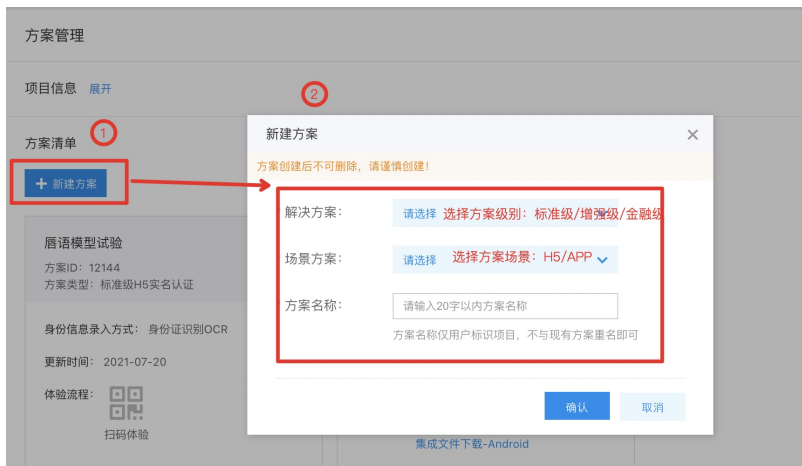 方案管理
项目信息 展开
②
方案清单 ①
新建方案
方案创建后不可删除，请谨慎创建！
+ 新建方案
解决方案： 请选择 选择方案级别：标准级/增强级/金融级
唇语模型试验
方案ID：12144
方案类型：标准级H5实名认证
场景方案： 请选择 选择方案场景：H5/APP
方案名称： 请输入20字以内方案名称
方案名称仅用户标识项目，不与现有方案重名即可
身份信息录入方式：身份证识别OCR
更新时间：2021-07-20
体验流程：
扫码体验
确认 取消
集成文件下载-Android